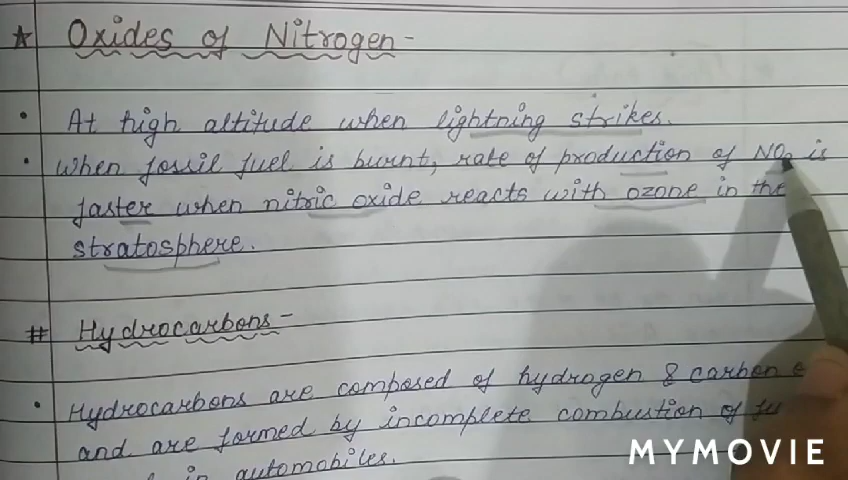 ★ Oxides of Nitrogen -
• At high altitude when lightning strikes.
• When fossil fuel is burnt, rate of production of NO₂ is
faster when nitric oxide reacts with ozone in the
stratosphere.
# Hydrocarbons -
• Hydrocarbons are composed of hydrogen & carbon
and are formed by incomplete combustion of
in automobiles.
MYMOVIE